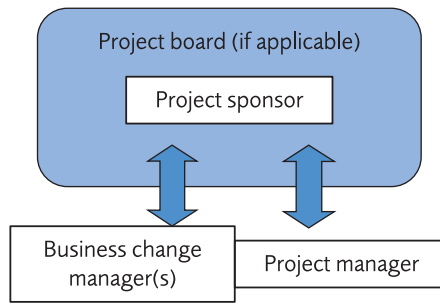 Project board (if applicable)
Project sponsor
Business change
manager(s)
Project manager